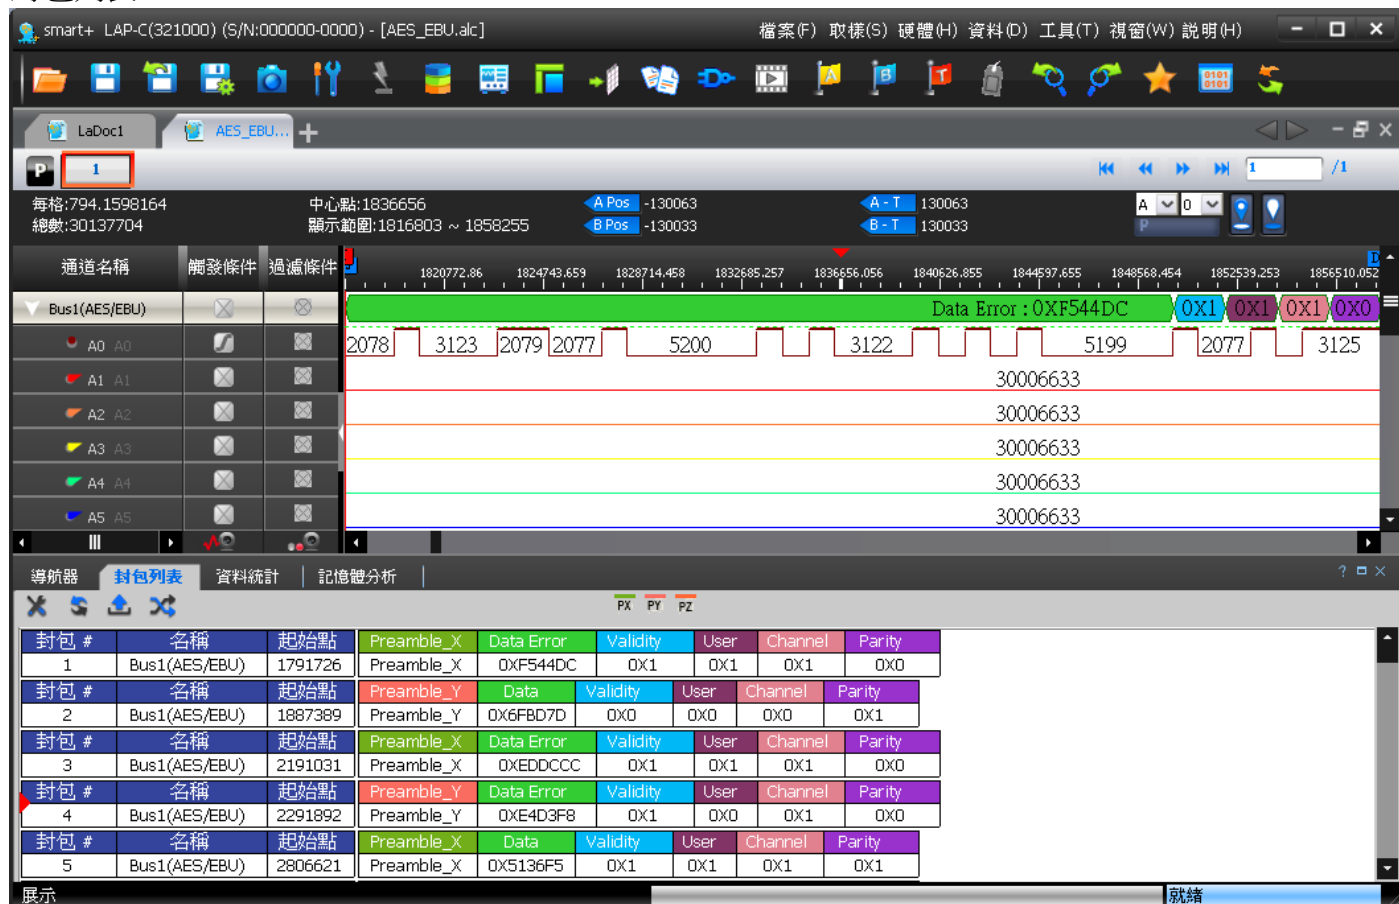 smart+ LAP-C(321000) (S/N:000000-0000) - [AES_EBU.alc] 檔案(F) 取樣(S) 硬體(H) 資料(D) 工具(T) 視窗(W) 説明(H)
LaDoc1 AES_EBU...
P 1 1 /1
每格:794.1598164 中心點:1836656 A Pos -130063 A - T 130063 A 0
總數:30137704 顯示範圍:1816803 ~ 1858255 B Pos -130033 B - T 130033 P
通道名稱 觸發條件 過濾條件 1820772.86 1824743.659 1828714.458 1832685.257 1836656.056 1840626.855 1844597.655 1848568.454 1852539.253 1856510.052
Bus1(AES/EBU) Data Error : 0XF544DC 0X1 0X1 0X1 0X0
A0 A0 2078 3123 2079 2077 5200 3122 5199 2077 3125
A1 A1 30006633
A2 A2 30006633
A3 A3 30006633
A4 A4 30006633
A5 A5 30006633
導航器 封包列表 資料統計 記憶體分析
PX PY PZ
封包 # 名稱 起始點 Preamble_X Data Error Validity User Channel Parity
1 Bus1(AES/EBU) 1791726 Preamble_X 0XF544DC 0X1 0X1 0X1 0X0
封包 # 名稱 起始點 Preamble_Y Data Validity User Channel Parity
2 Bus1(AES/EBU) 1887389 Preamble_Y 0X6FBD7D 0X0 0X0 0X0 0X1
封包 # 名稱 起始點 Preamble_X Data Error Validity User Channel Parity
3 Bus1(AES/EBU) 2191031 Preamble_X 0XEDDCCC 0X1 0X1 0X1 0X0
封包 # 名稱 起始點 Preamble_Y Data Error Validity User Channel Parity
4 Bus1(AES/EBU) 2291892 Preamble_Y 0XE4D3F8 0X1 0X0 0X1 0X0
封包 # 名稱 起始點 Preamble_X Data Validity User Channel Parity
5 Bus1(AES/EBU) 2806621 Preamble_X 0X5136F5 0X1 0X1 0X1 0X1
展示 就緒